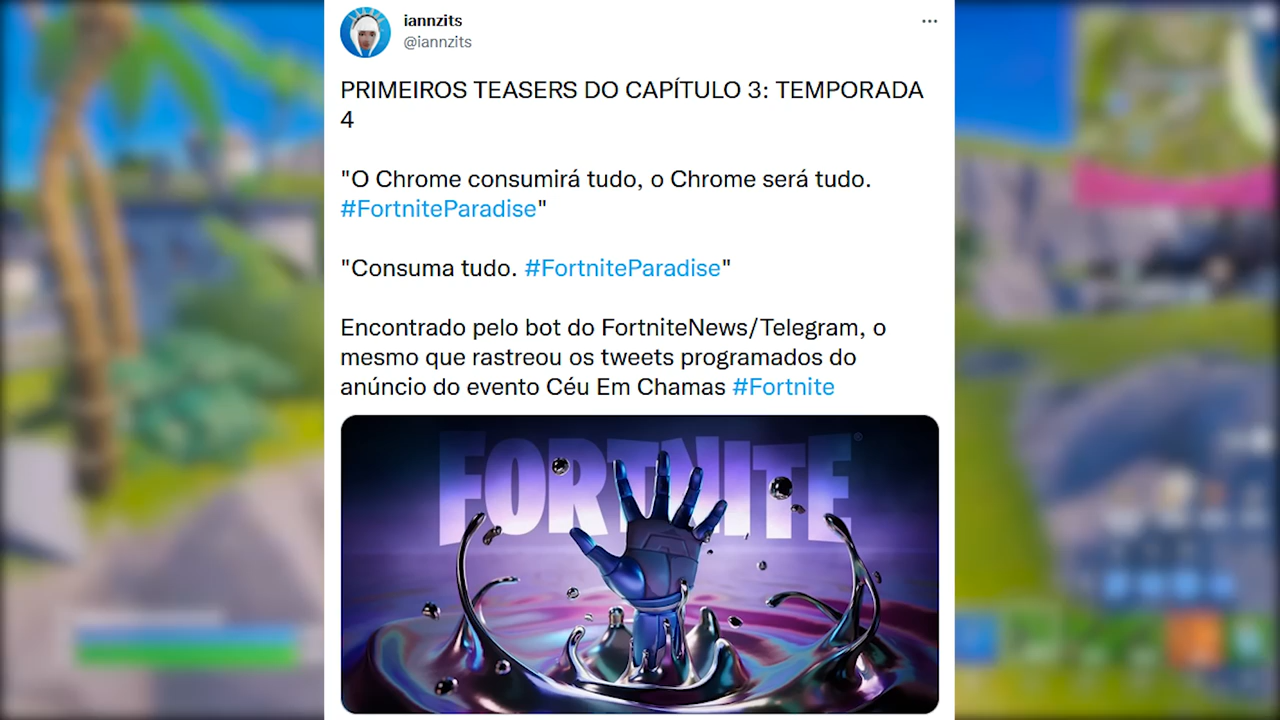 iannzits
@iannzits
PRIMEIROS TEASERS DO CAPÍTULO 3: TEMPORADA
4
"O Chrome consumirá tudo, o Chrome será tudo.
#FortniteParadise"
"Consuma tudo. #FortniteParadise"
Encontrado pelo bot do FortniteNews/Telegram, o
mesmo que rastreou os tweets programados do
anúncio do evento Céu Em Chamas #Fortnite
FORTNITE